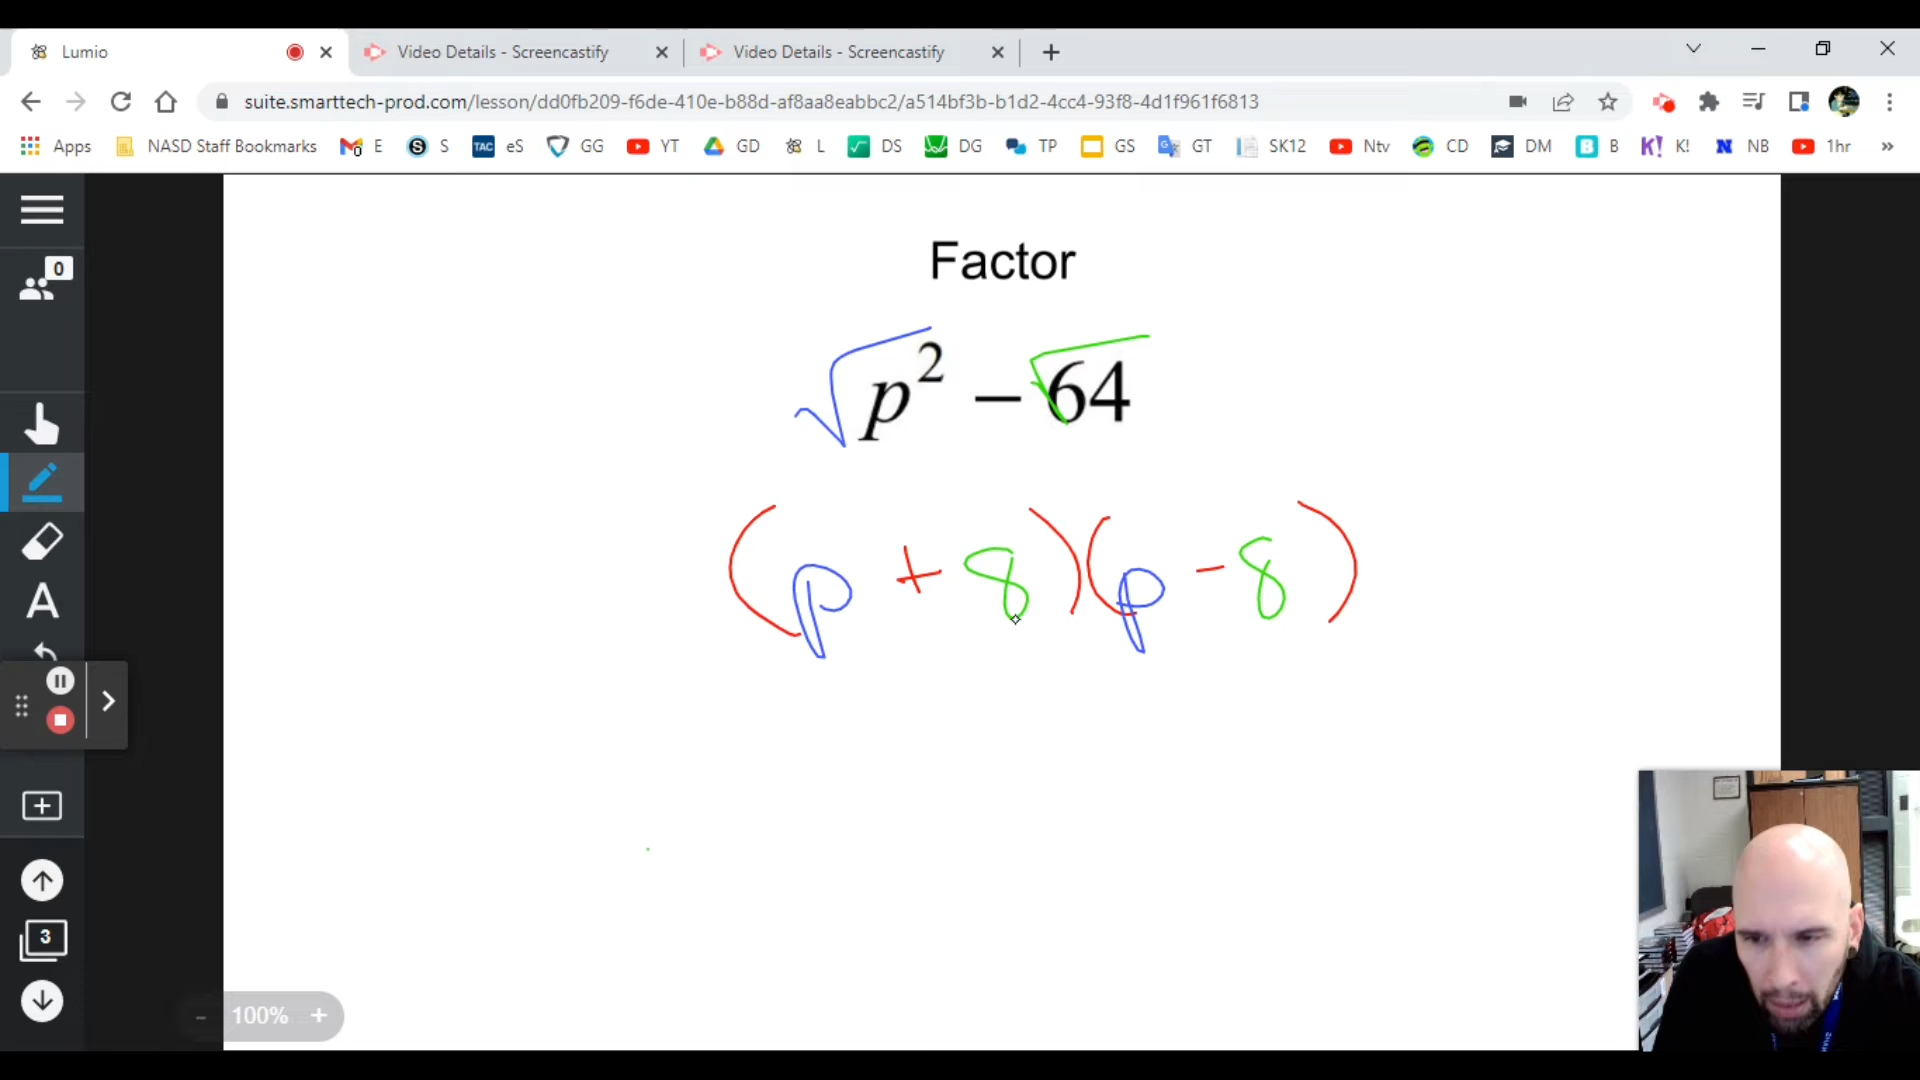 Lumio
Video Details - Screencastify
Video Details - Screencastify
suite.smarttech-prod.com/lesson/dd0fb209-f6de-410e-b88d-af8aa8eabbc2/a514bf3b-b1d2-4cc4-93f8-4d1f961f6813
Apps NASD Staff Bookmarks E S TAC eS GG YT GD L DS DG TP GS GT SK12 Ntv CD DM B B K! K! N NB 1hr »
0
Factor
√p² − √64
(p + 8)(p - 8)
A
3
- 100% +